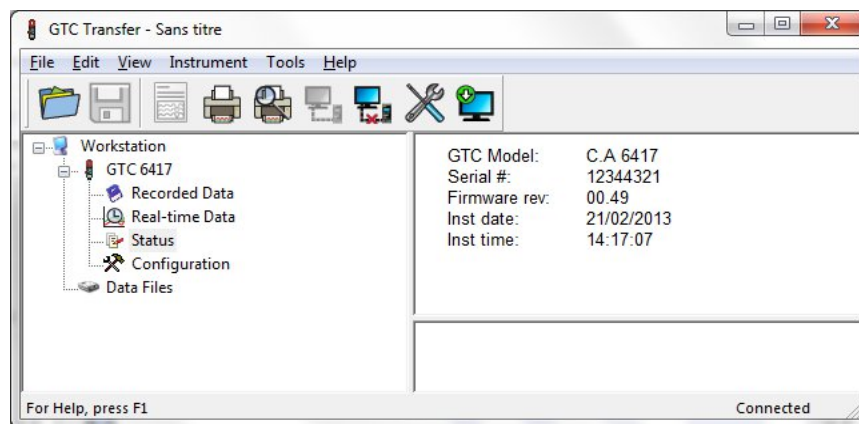 GTC Transfer - Sans titre
File Edit View Instrument Tools Help
Workstation
GTC 6417
Recorded Data
Real-time Data
Status
Configuration
Data Files
GTC Model: C.A 6417
Serial #: 12344321
Firmware rev: 00.49
Inst date: 21/02/2013
Inst time: 14:17:07
For Help, press F1 Connected